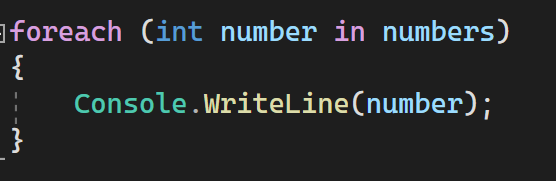 foreach (int number in numbers)
{
    Console.WriteLine(number);
}